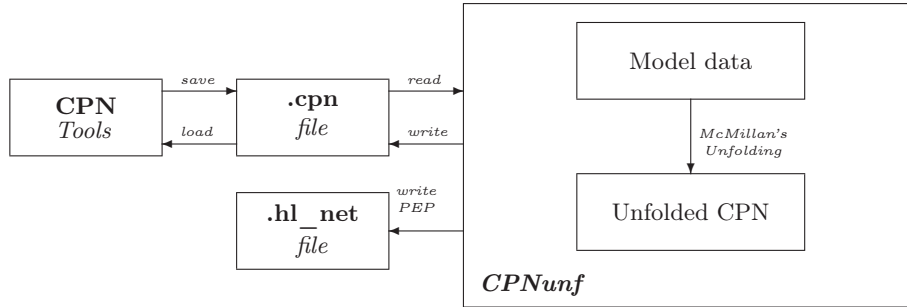 Model data
CPN
Tools
save
load
.cpn
file
read
write
McMillan's
Unfolding
.hl_net
file
write
PEP
Unfolded CPN
CPNunf